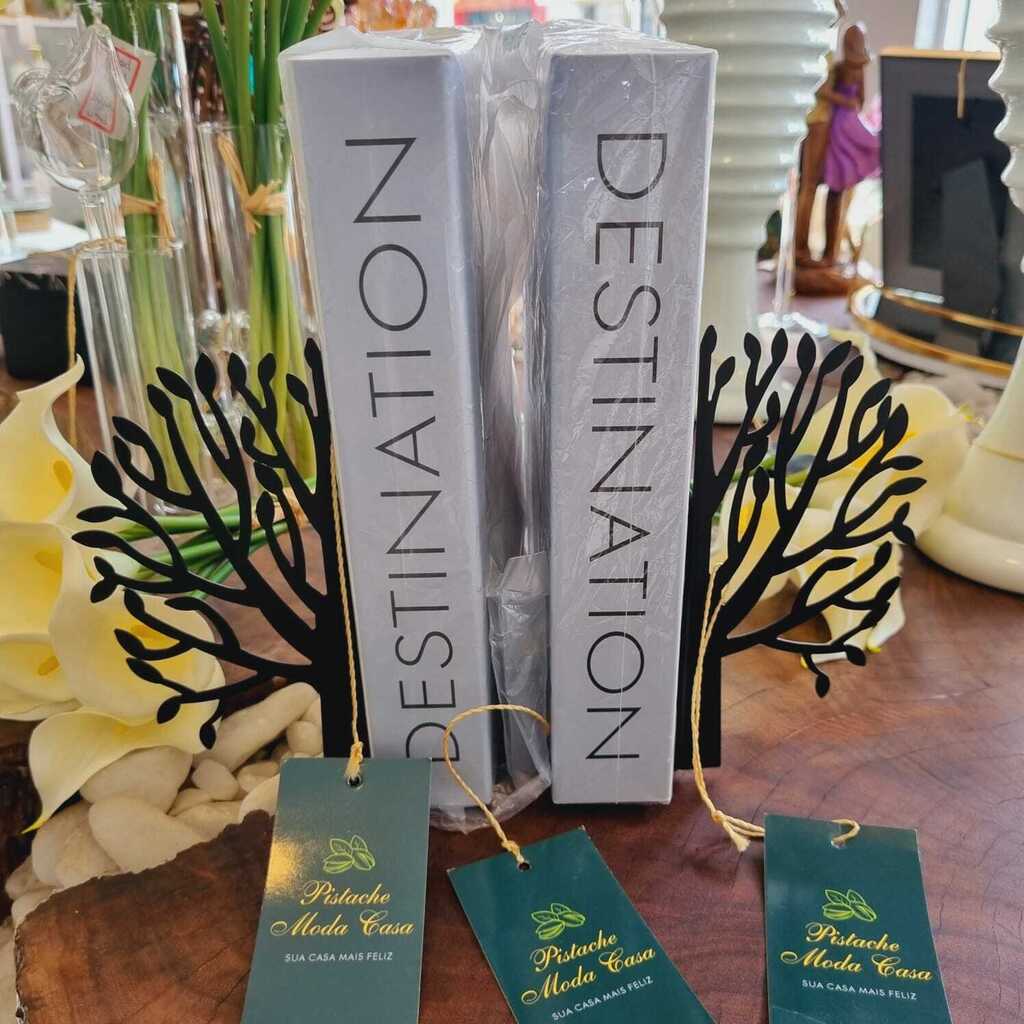 DESTINATION
DESTINATION
Pistache
Moda Casa
SUA CASA MAIS FELIZ
Pistache
Moda Casa
SUA CASA MAIS FELIZ
Pistache
Moda Casa
SUA CASA MAIS FELIZ